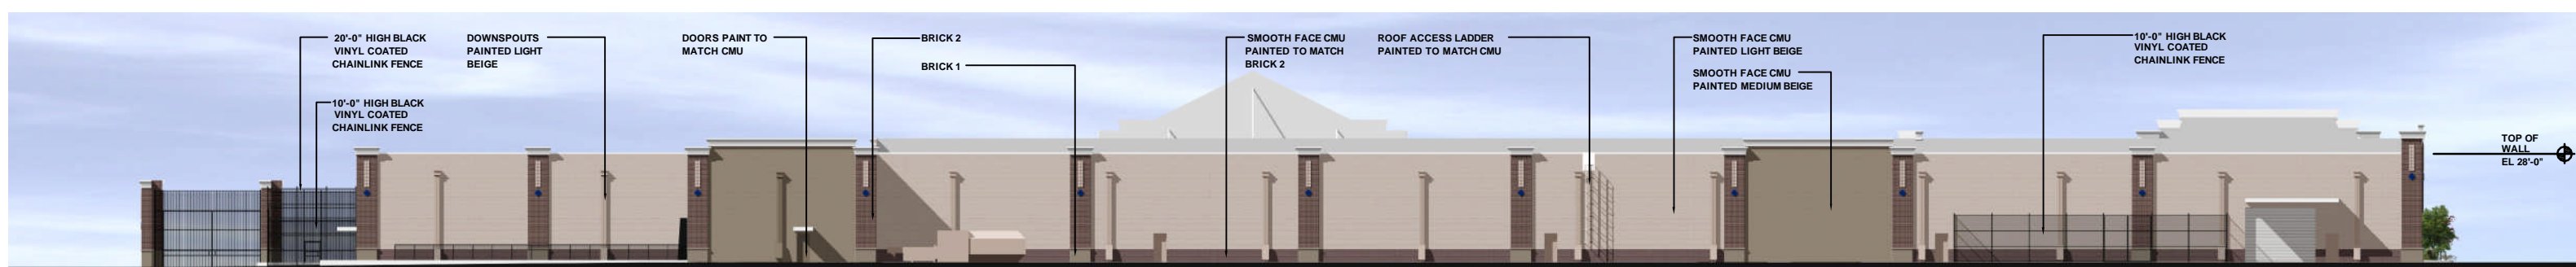 20'-0" HIGH BLACK
VINYL COATED
CHAINLINK FENCE
10'-0" HIGH BLACK
VINYL COATED
CHAINLINK FENCE
DOWNSPOUTS
PAINTED LIGHT
BEIGE
DOORS PAINT TO
MATCH CMU
BRICK 2
BRICK 1
SMOOTH FACE CMU
PAINTED TO MATCH
BRICK 2
ROOF ACCESS LADDER
PAINTED TO MATCH CMU
SMOOTH FACE CMU
PAINTED LIGHT BEIGE
SMOOTH FACE CMU
PAINTED MEDIUM BEIGE
10'-0" HIGH BLACK
VINYL COATED
CHAINLINK FENCE
TOP OF
WALL
EL 28'-0"